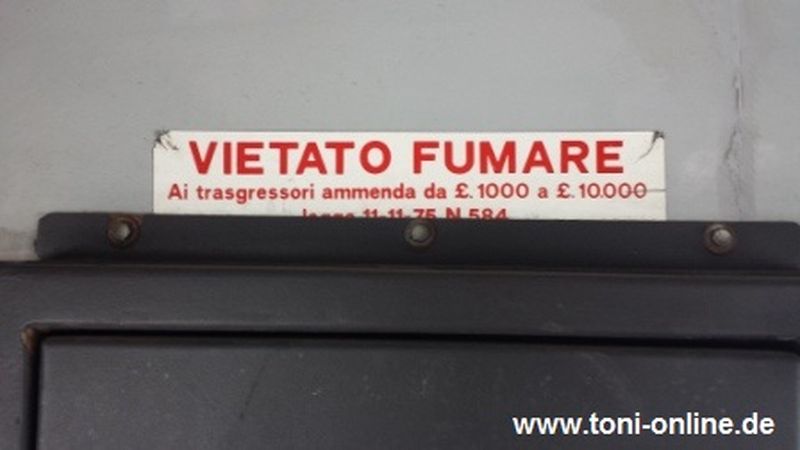 VIETATO FUMARE
Ai trasgressori ammenda da £.1000 a £.10.000
legge 11-11-75 N.584
www.toni-online.de